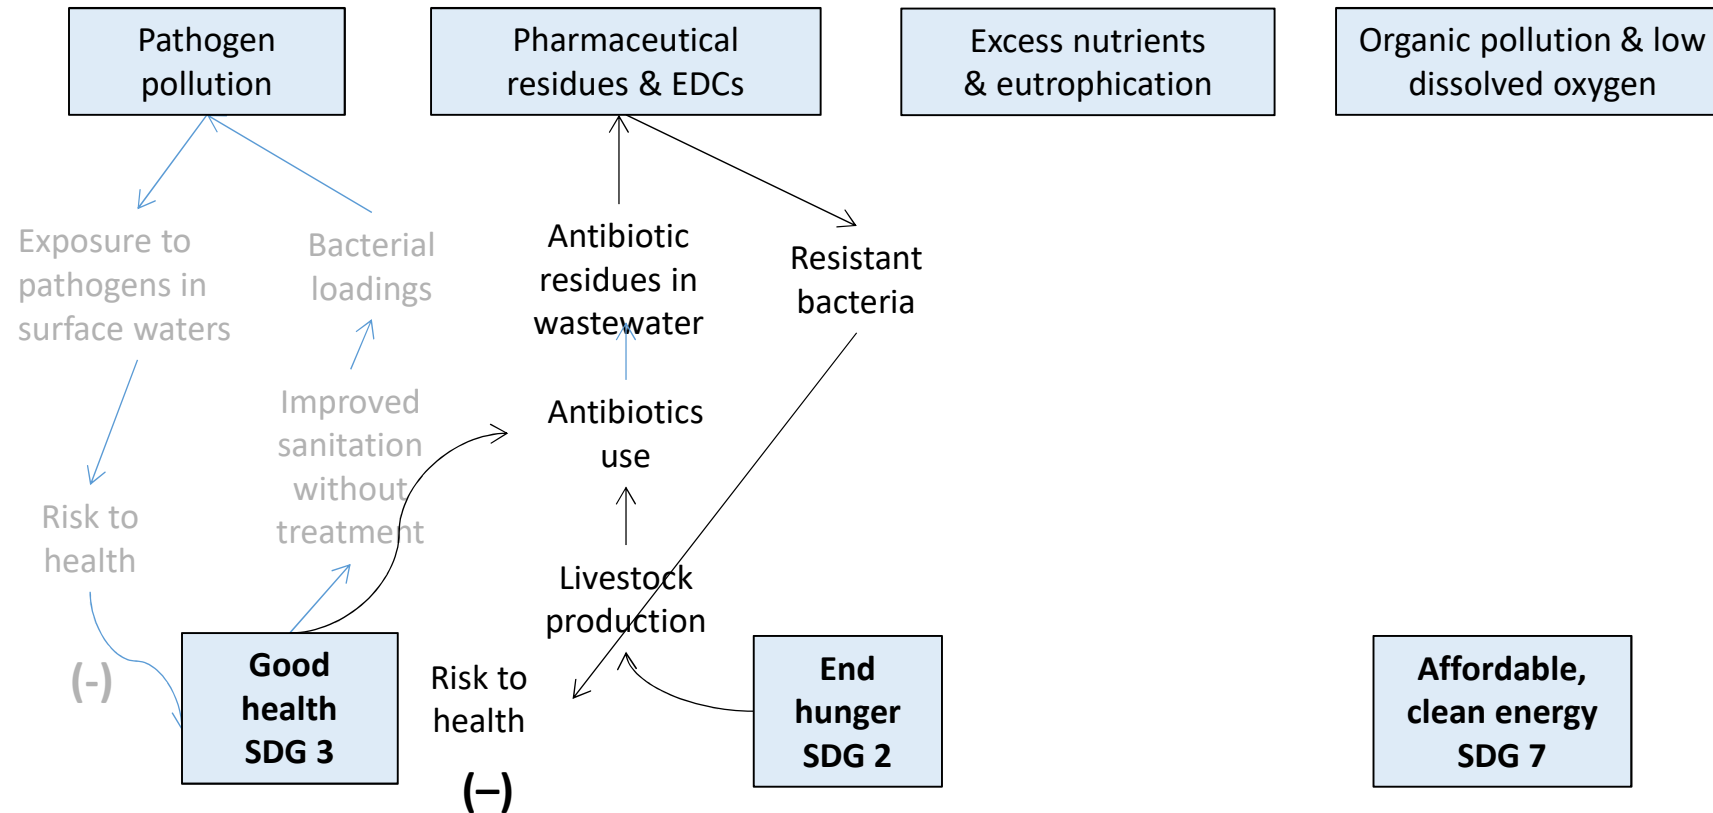 Pathogen
pollution
Pharmaceutical
residues & EDCs
Excess nutrients
& eutrophication
Organic pollution & low
dissolved oxygen
Exposure to
pathogens in
surface waters
Bacterial
loadings
Antibiotic
residues in
wastewater
Resistant
bacteria
Improved
sanitation
without
treatment
Antibiotics
use
Risk to
health
Livestock
production
(-)
Good
health
SDG 3
Risk to
health
(–)
End
hunger
SDG 2
Affordable,
clean energy
SDG 7